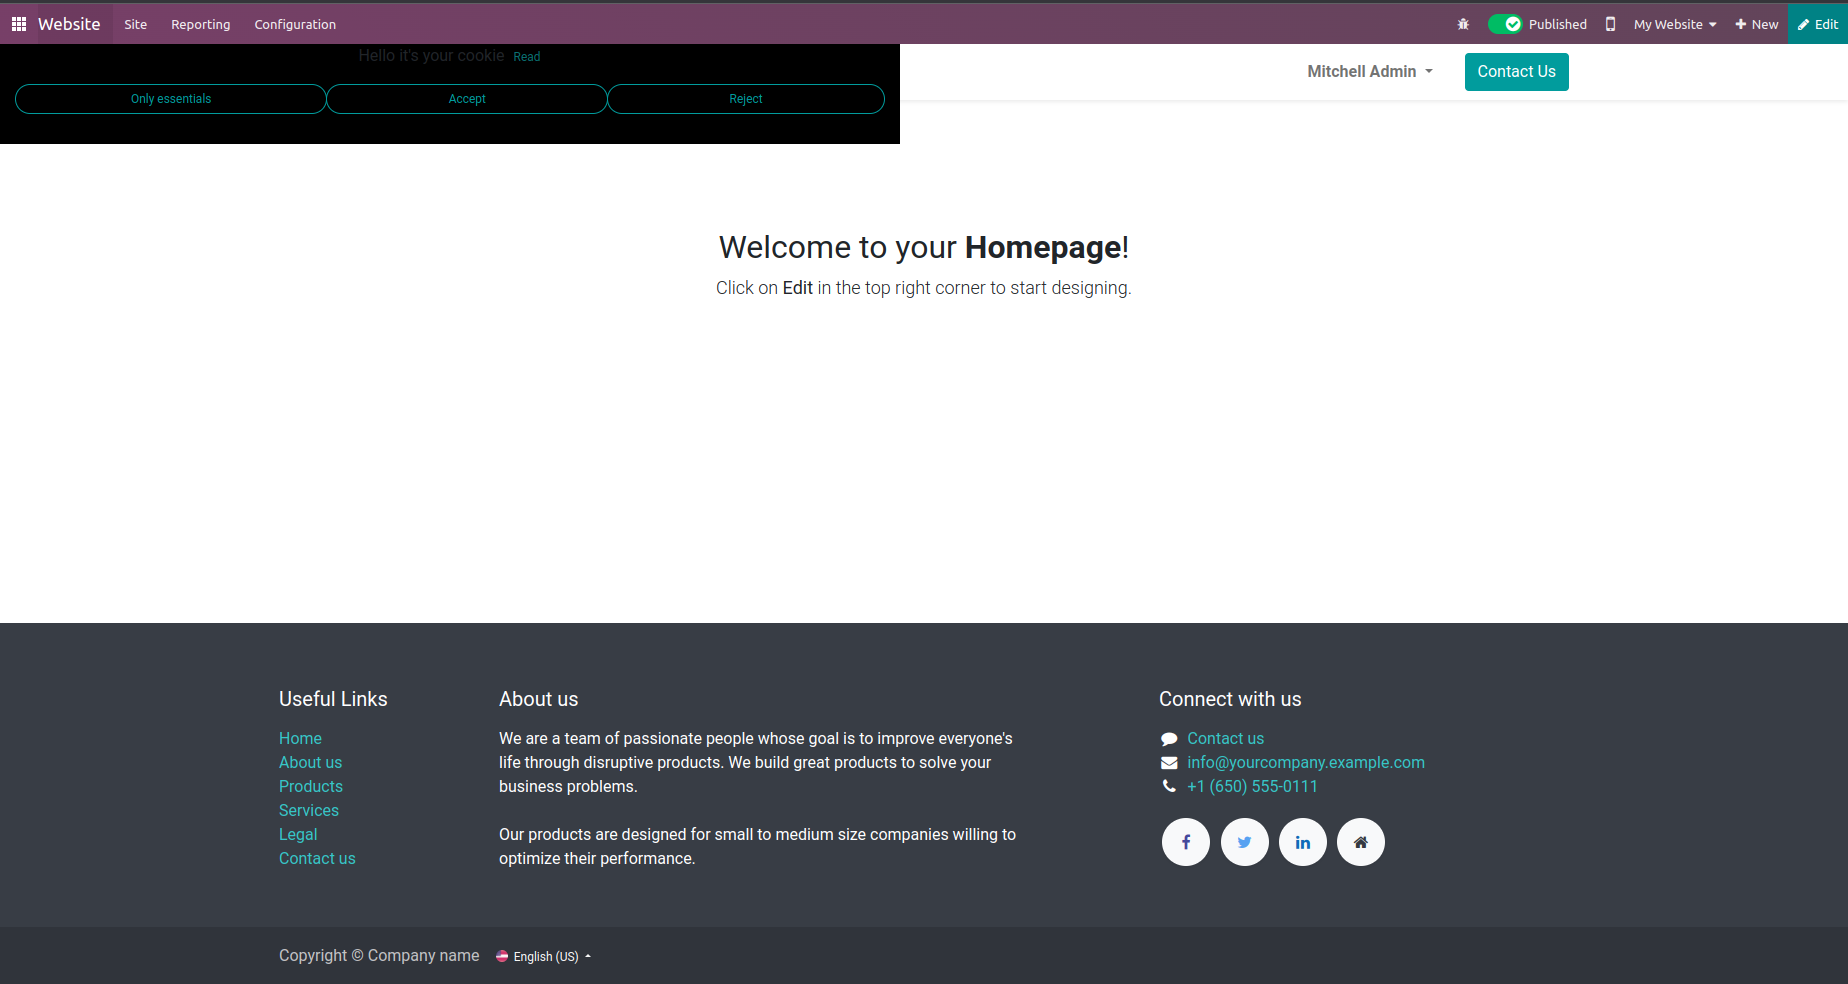 Website Site Reporting Configuration Published My Website New Edit
Hello it's your cookie Read
Only essentials Accept Reject
Mitchell Admin Contact Us
Welcome to your Homepage!
Click on Edit in the top right corner to start designing.
Useful Links
Home
About us
Products
Services
Legal
Contact us
About us
We are a team of passionate people whose goal is to improve everyone's
life through disruptive products. We build great products to solve your
business problems.
Our products are designed for small to medium size companies willing to
optimize their performance.
Connect with us
Contact us
info@yourcompany.example.com
+1 (650) 555-0111
Copyright © Company name English (US)